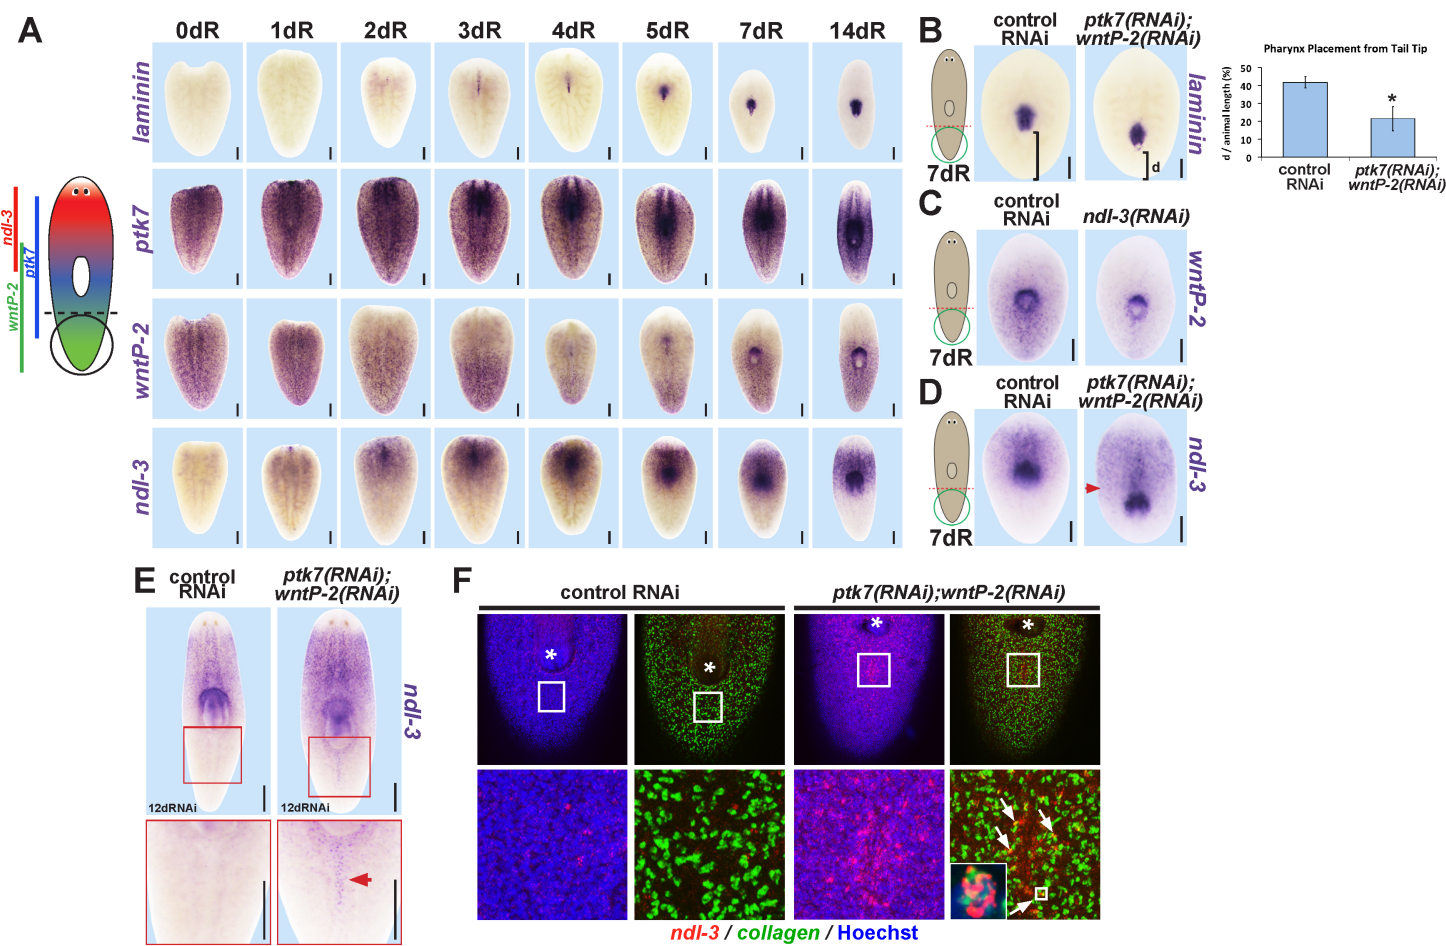 A
0dR 1dR 2dR 3dR 4dR 5dR 7dR 14dR
laminin
ptk7
wntP-2
ndl-3
ndl-3
ptk7
wntP-2
B
control
RNAi
ptk7(RNAi);
wntP-2(RNAi)
laminin
d
7dR
Pharynx Placement from Tail Tip
d / animal length (%)
50
40
30
20
10
0
*
control
RNAi
ptk7(RNAi);
wntP-2(RNAi)
C
control
RNAi
ndl-3(RNAi)
wntP-2
7dR
D
control
RNAi
ptk7(RNAi);
wntP-2(RNAi)
ndl-3
7dR
E
control
RNAi
ptk7(RNAi);
wntP-2(RNAi)
ndl-3
12dRNAi
12dRNAi
F
control RNAi
ptk7(RNAi);wntP-2(RNAi)
* * * *
ndl-3 / collagen / Hoechst